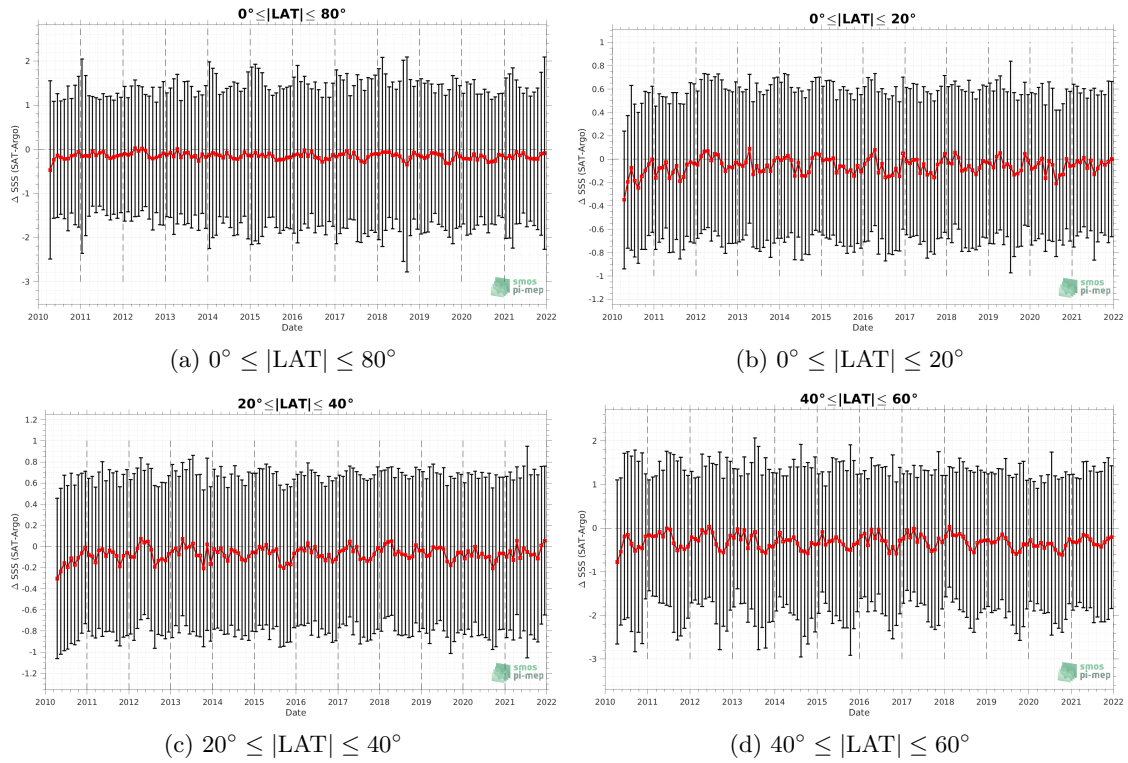 0°≤|LAT|≤ 80°
2
1
0
-1
-2
-3
Δ SSS (SAT-Argo)
2010 2011 2012 2013 2014 2015 2016 2017 2018 2019 2020 2021 2022
Date
smos
pi-mep
(a) 0° ≤ |LAT| ≤ 80°
0°≤|LAT|≤ 20°
1
0.8
0.6
0.4
0.2
0
-0.2
-0.4
-0.6
-0.8
-1
-1.2
Δ SSS (SAT-Argo)
2010 2011 2012 2013 2014 2015 2016 2017 2018 2019 2020 2021 2022
Date
smos
pi-mep
(b) 0° ≤ |LAT| ≤ 20°
20°≤|LAT|≤ 40°
1.2
1
0.8
0.6
0.4
0.2
0
-0.2
-0.4
-0.6
-0.8
-1
-1.2
Δ SSS (SAT-Argo)
2010 2011 2012 2013 2014 2015 2016 2017 2018 2019 2020 2021 2022
Date
smos
pi-mep
(c) 20° ≤ |LAT| ≤ 40°
40°≤|LAT|≤ 60°
2
1
0
-1
-2
-3
Δ SSS (SAT-Argo)
2010 2011 2012 2013 2014 2015 2016 2017 2018 2019 2020 2021 2022
Date
smos
pi-mep
(d) 40° ≤ |LAT| ≤ 60°